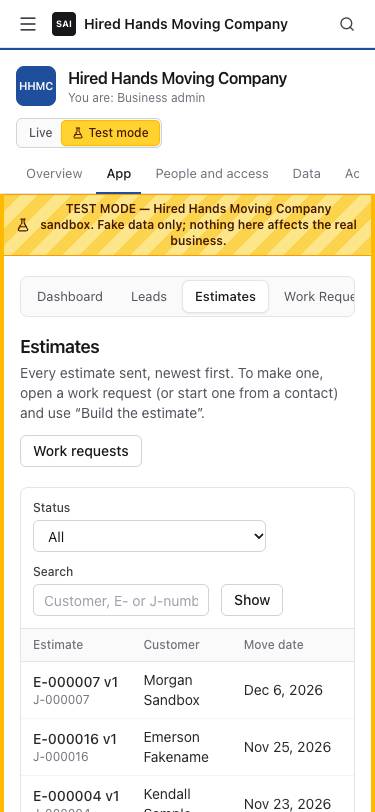 SAI Hired Hands Moving Company
HHMC
Hired Hands Moving Company
You are: Business admin
Live Test mode
Overview App People and access Data Ac
TEST MODE — Hired Hands Moving Company
sandbox. Fake data only; nothing here affects the real
business.
Dashboard Leads Estimates Work Reque
Estimates
Every estimate sent, newest first. To make one,
open a work request (or start one from a contact)
and use “Build the estimate”.
Work requests
Status
All
Search
Customer, E- or J-numb Show
Estimate Customer Move date
E-000007 v1 Morgan Sandbox Dec 6, 2026
J-000007
E-000016 v1 Emerson Fakename Nov 25, 2026
J-000016
E-000004 v1 Kendall Nov 23, 2026